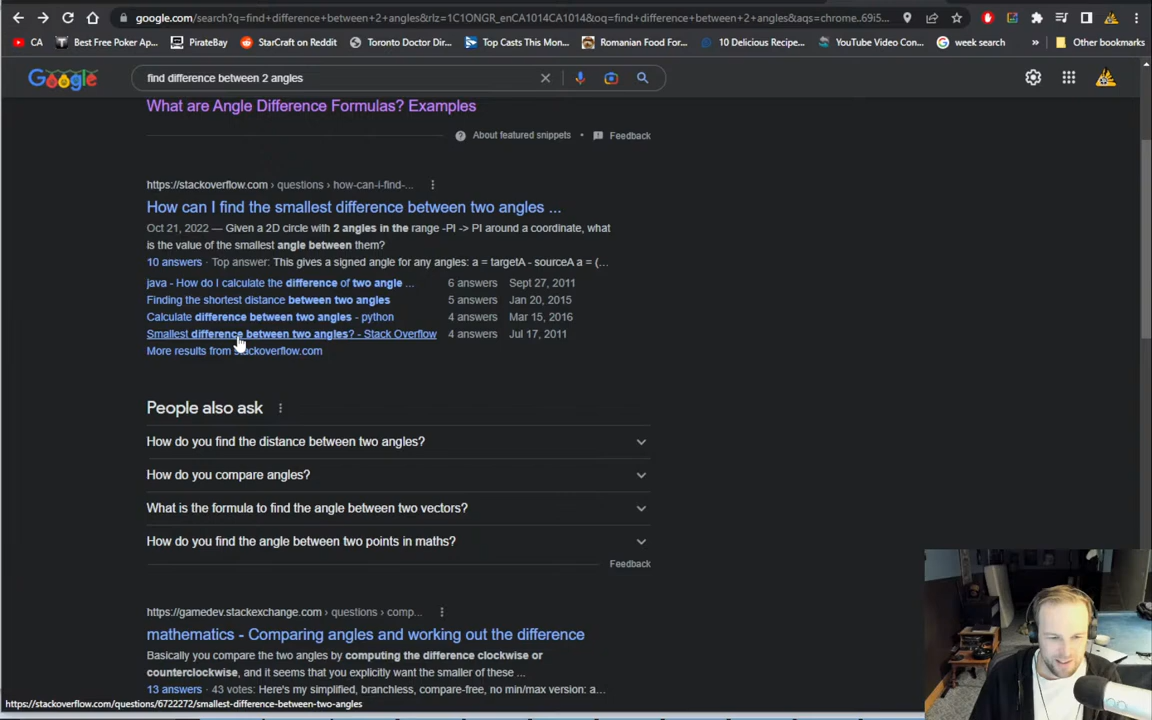 google.com/search?q=find+difference+between+2+angles&rlz=1C1ONGR_enCA1014CA1014&oq=find+difference+between+2+angles&aqs=chrome..69i5...
CA
Best Free Poker Ap...
PirateBay
StarCraft on Reddit
Toronto Doctor Dir...
Top Casts This Mon...
Romanian Food For...
10 Delicious Recipe...
YouTube Video Con...
week search
»
Other bookmarks
Google
find difference between 2 angles
What are Angle Difference Formulas? Examples
About featured snippets • Feedback
https://stackoverflow.com › questions › how-can-i-find-...
How can I find the smallest difference between two angles ...
Oct 21, 2022 — Given a 2D circle with 2 angles in the range -PI -> PI around a coordinate, what
is the value of the smallest angle between them?
10 answers · Top answer: This gives a signed angle for any angles: a = targetA - sourceA a = (…
java - How do I calculate the difference of two angle ... 6 answers Sept 27, 2011
Finding the shortest distance between two angles 5 answers Jan 20, 2015
Calculate difference between two angles - python 4 answers Mar 15, 2016
Smallest difference between two angles? - Stack Overflow 4 answers Jul 17, 2011
More results from stackoverflow.com
People also ask
How do you find the distance between two angles?
How do you compare angles?
What is the formula to find the angle between two vectors?
How do you find the angle between two points in maths?
Feedback
https://gamedev.stackexchange.com › questions › comp...
mathematics - Comparing angles and working out the difference
Basically you compare the two angles by computing the difference clockwise or
counterclockwise, and it seems that you explicitly want the smaller of these ...
13 answers · 43 votes: Here's my simplified, branchless, compare-free, no min/max version: a…
https://stackoverflow.com/questions/6722272/smallest-difference-between-two-angles